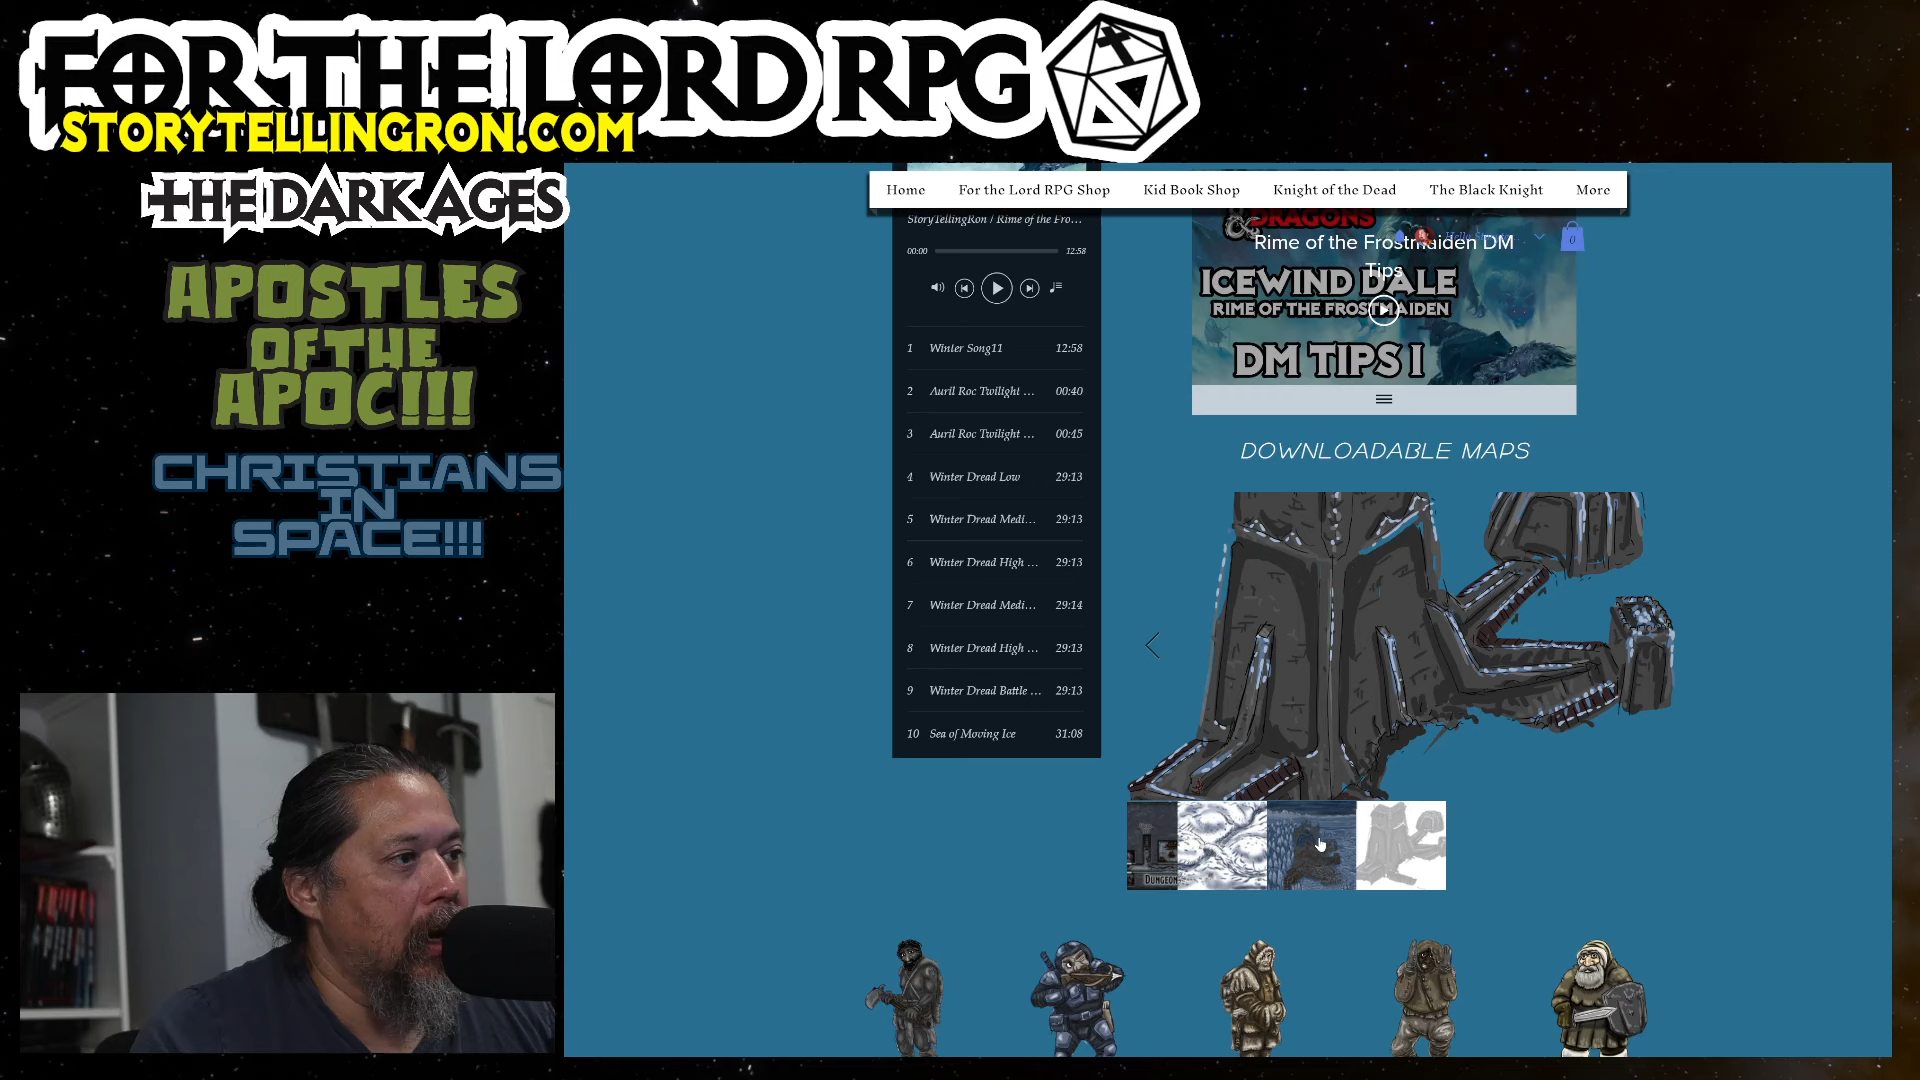 FOR THE LORD RPG
STORYTELLINGRON.COM
THE DARK AGES
APOSTLES
OF THE
APOC!!!
CHRISTIANS
IN
SPACE!!!
Home For the Lord RPG Shop Kid Book Shop Knight of the Dead The Black Knight More
StoryTellingRon / Rime of the Fro...
00:00 12:58
1 Winter Song11 12:58
2 Auril Roc Twilight ... 00:40
3 Auril Roc Twilight ... 00:45
4 Winter Dread Low 29:13
5 Winter Dread Medi... 29:13
6 Winter Dread High ... 29:13
7 Winter Dread Medi... 29:14
8 Winter Dread High ... 29:13
9 Winter Dread Battle ... 29:13
10 Sea of Moving Ice 31:08
& DRAGONS
Hello 0
Rime of the Frostmaiden DM
Tips
ICEWIND DALE
RIME OF THE FROSTMAIDEN
DM TIPS I
DOWNLOADABLE MAPS
DUNGEON